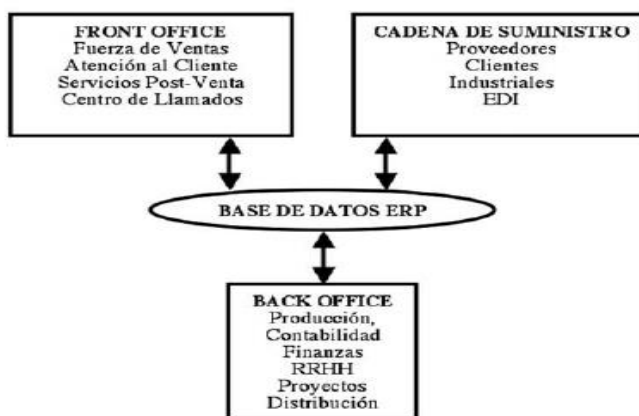 FRONT OFFICE
Fuerza de Ventas
Atención al Cliente
Servicios Post-Venta
Centro de Llamados
CADENA DE SUMINISTRO
Proveedores
Clientes
Industriales
EDI
BASE DE DATOS ERP
BACK OFFICE
Producción,
Contabilidad
Finanzas
RRHH
Proyectos
Distribución